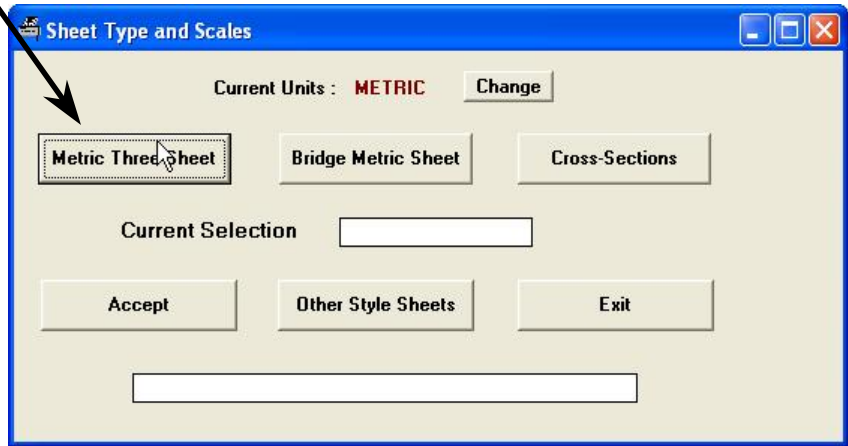 Sheet Type and Scales
Current Units : METRIC Change
Metric Three Sheet Bridge Metric Sheet Cross-Sections
Current Selection
Accept Other Style Sheets Exit